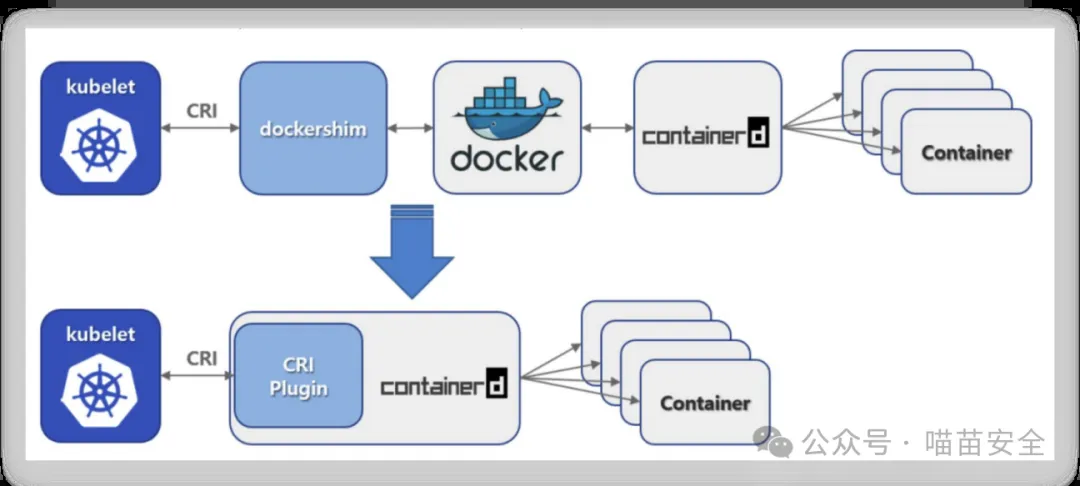 kubelet
CRI
dockershim
docker
containerd
Container
kubelet
CRI
CRI
Plugin
containerd
Container
公众号 · 喵苗安全